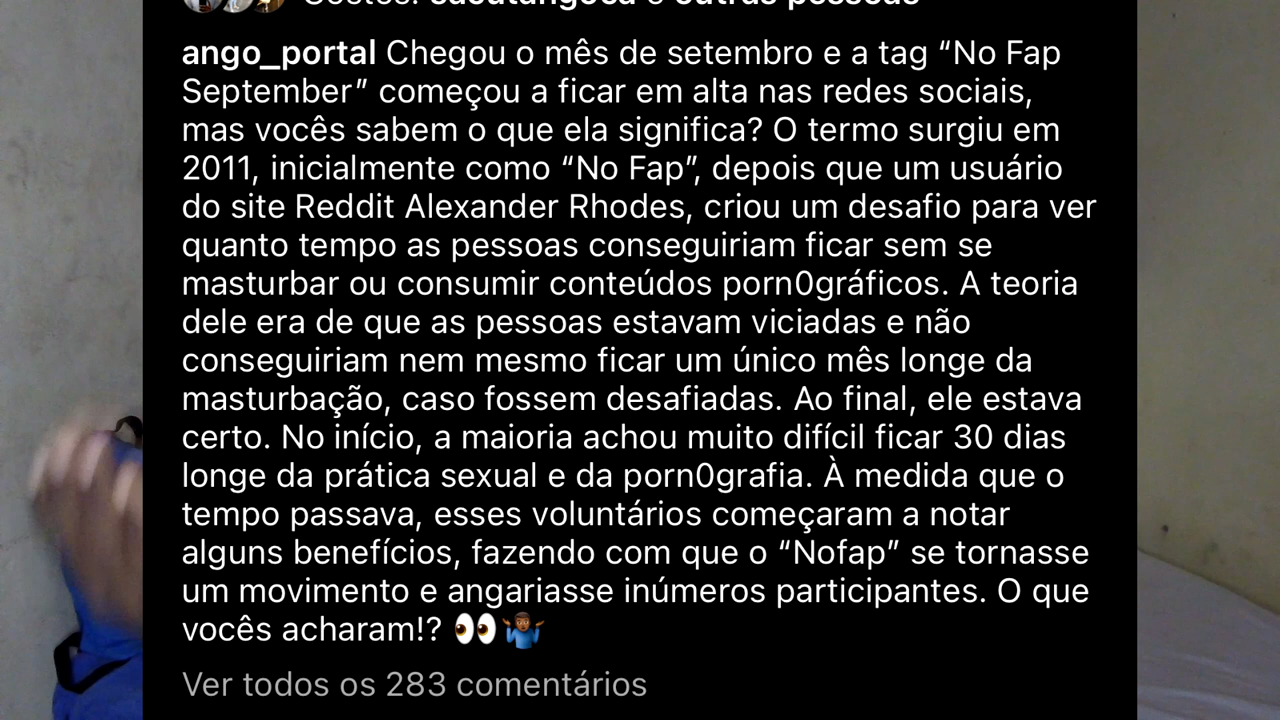 ango_portal Chegou o mês de setembro e a tag “No Fap
September” começou a ficar em alta nas redes sociais,
mas vocês sabem o que ela significa? O termo surgiu em
2011, inicialmente como “No Fap”, depois que um usuário
do site Reddit Alexander Rhodes, criou um desafio para ver
quanto tempo as pessoas conseguiriam ficar sem se
masturbar ou consumir conteúdos porn0gráficos. A teoria
dele era de que as pessoas estavam viciadas e não
conseguiriam nem mesmo ficar um único mês longe da
masturbação, caso fossem desafiadas. Ao final, ele estava
certo. No início, a maioria achou muito difícil ficar 30 dias
longe da prática sexual e da porn0grafia. À medida que o
tempo passava, esses voluntários começaram a notar
alguns benefícios, fazendo com que o “Nofap” se tornasse
um movimento e angariasse inúmeros participantes. O que
vocês acharam!? 👀🤷🏾‍♂️
Ver todos os 283 comentários